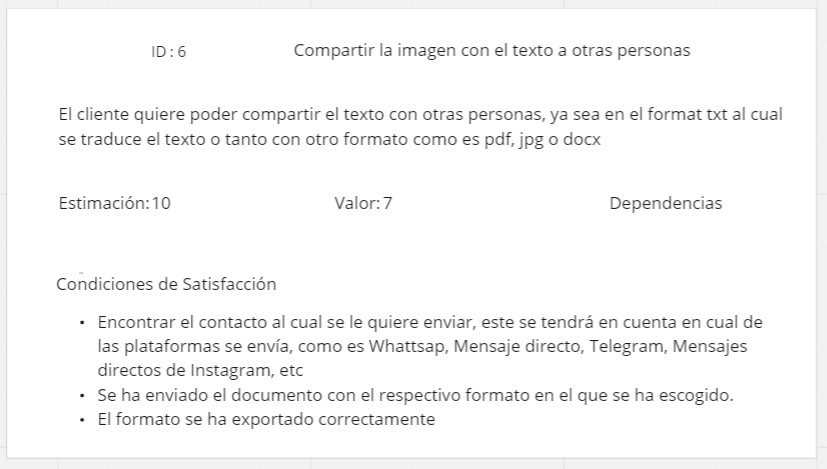 ID : 6
Compartir la imagen con el texto a otras personas
El cliente quiere poder compartir el texto con otras personas, ya sea en el format txt al cual
se traduce el texto o tanto con otro formato como es pdf, jpg o docx
Estimación: 10
Valor: 7
Dependencias
Condiciones de Satisfacción
• Encontrar el contacto al cual se le quiere enviar, este se tendrá en cuenta en cual de
las plataformas se envía, como es Whattsap, Mensaje directo, Telegram, Mensajes
directos de Instagram, etc
• Se ha enviado el documento con el respectivo formato en el que se ha escogido.
• El formato se ha exportado correctamente